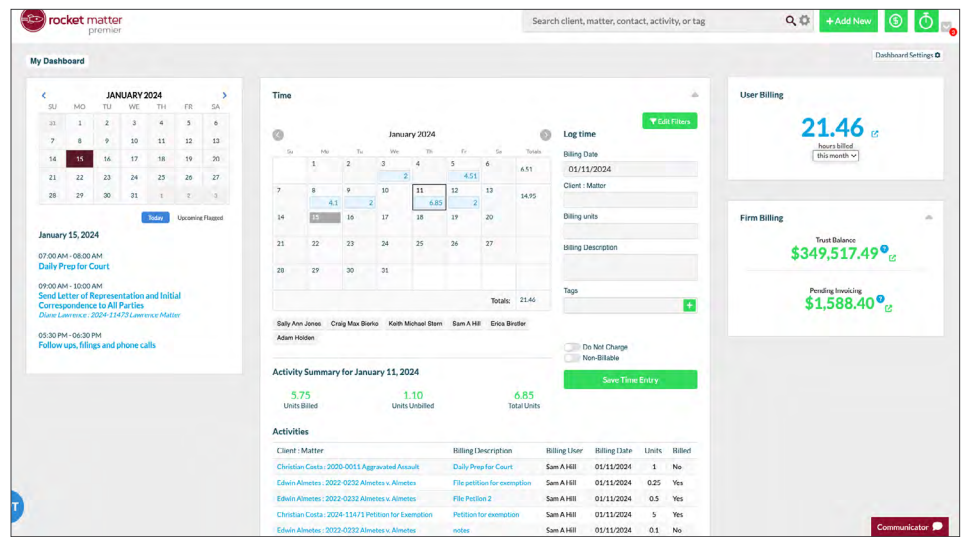 rocket matter
premier
Search client, matter, contact, activity, or tag
+ Add New
3
My Dashboard
Dashboard Settings
JANUARY 2024
SU MO TU WE TH FR SA
31 1 2 3 4 5 6
7 8 9 10 11 12 13
14 15 16 17 18 19 20
21 22 23 24 25 26 27
28 29 30 31 1 2 3
Today Upcoming Flagged
January 15, 2024
07:00 AM - 08:00 AM
Daily Prep for Court
09:00 AM - 10:00 AM
Send Letter of Representation and Initial
Correspondence to All Parties
Diane Lawrence : 2024-11473 Lawrence Matter
05:30 PM - 06:30 PM
Follow ups, filings and phone calls
Time
Edit Filters
January 2024
Su Mo Tu We Th Fr Sa Totals
1 2 3 4 5 6
2 4.51 6.51
7 8 9 10 11 12 13
4.1 2 6.85 2 14.95
14 15 16 17 18 19 20
21 22 23 24 25 26 27
28 29 30 31
Totals: 21.46
Sally Ann Jones Craig Max Bierko Keith Michael Stern Sam A Hill Erica Birstler
Adam Holden
Log time
Billing Date
01/11/2024
Client : Matter
Billing units
Billing Description
Tags
+
Do Not Charge
Non-Billable
Save Time Entry
Activity Summary for January 11, 2024
5.75 1.10 6.85
Units Billed Units Unbilled Total Units
Activities
Client : Matter Billing Description Billing User Billing Date Units Billed
Christian Costa : 2020-0011 Aggravated Assault Daily Prep for Court Sam A Hill 01/11/2024 1 No
Edwin Almetes : 2022-0232 Almetes v. Almetes File petition for exemption Sam A Hill 01/11/2024 0.25 Yes
Edwin Almetes : 2022-0232 Almetes v. Almetes File Petiion 2 Sam A Hill 01/11/2024 0.5 Yes
Christian Costa : 2024-11471 Petition for Exemption Petition for exemption Sam A Hill 01/11/2024 5 Yes
Edwin Almetes : 2022-0232 Almetes v. Almetes notes Sam A Hill 01/11/2024 0.1 No
User Billing
21.46
hours billed
this month
Firm Billing
Trust Balance
$349,517.49
Pending Invoicing
$1,588.40
T
Communicator